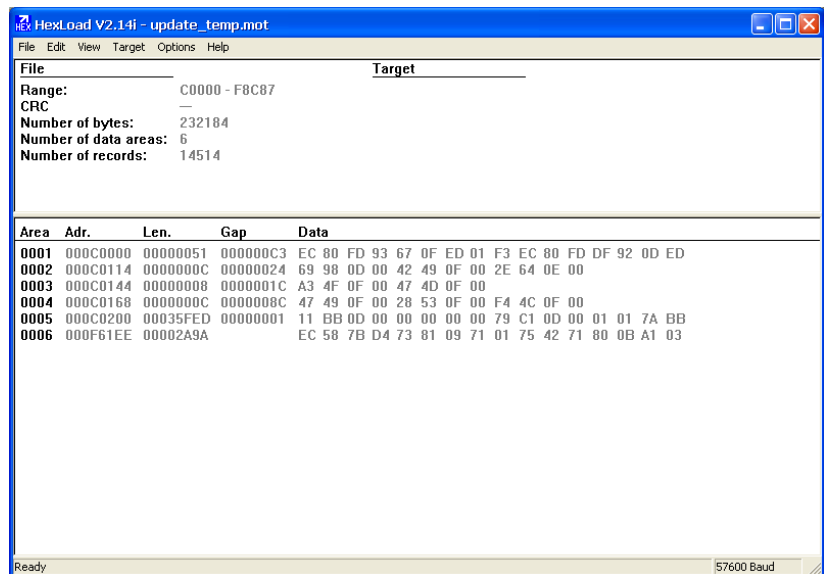 HEX HexLoad V2.14i - update_temp.mot
File Edit View Target Options Help
File Target
Range: C0000 - F8C87
CRC —
Number of bytes: 232184
Number of data areas: 6
Number of records: 14514
Area Adr. Len. Gap Data
0001 000C0000 00000051 000000C3 EC 80 FD 93 67 0F ED 01 F3 EC 80 FD DF 92 0D ED
0002 000C0114 0000000C 00000024 69 98 0D 00 42 49 0F 00 2E 64 0E 00
0003 000C0144 00000008 0000001C A3 4F 0F 00 47 4D 0F 00
0004 000C0168 0000000C 0000008C 47 49 0F 00 28 53 0F 00 F4 4C 0F 00
0005 000C0200 00035FED 00000001 11 BB 0D 00 00 00 00 00 79 C1 0D 00 01 01 7A BB
0006 000F61EE 00002A9A EC 58 7B D4 73 81 09 71 01 75 42 71 80 0B A1 03
Ready 57600 Baud